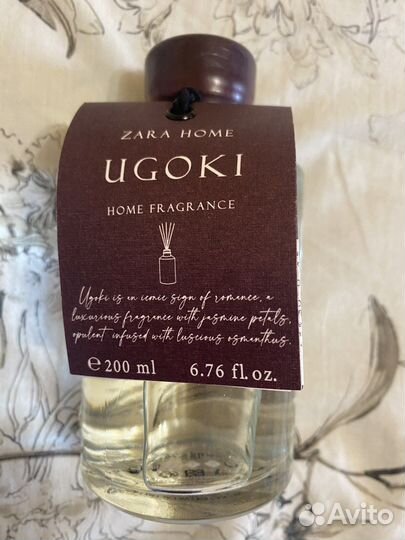 ZARA HOME
UGOKI
HOME FRAGRANCE
Ugoki is an iconic sign of romance, a
luxurious fragrance with jasmine petals,
opulent infused with luscious osmanthus.
℮ 200 ml 6.76 fl. oz.
Avito